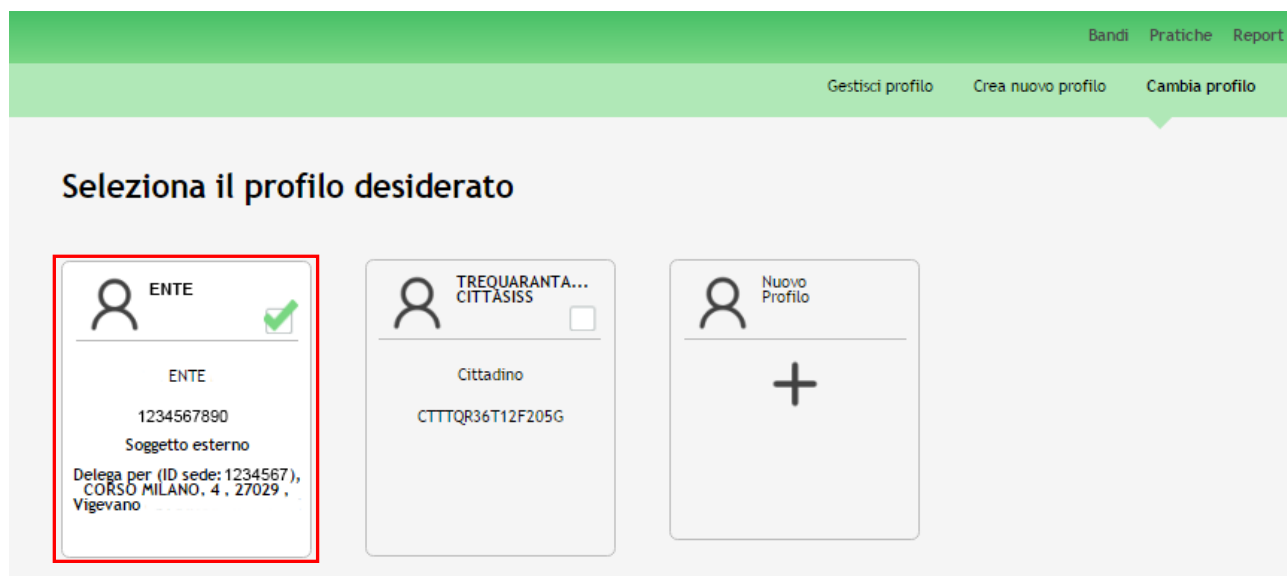 Bandi Pratiche Report
Gestisci profilo Crea nuovo profilo Cambia profilo
Seleziona il profilo desiderato
ENTE
ENTE
1234567890
Soggetto esterno
Delega per (ID sede: 1234567),
CORSO MILANO, 4 , 27029 ,
Vigevano
TREQUARANTA...
CITTASISS
Cittadino
CTTTQR36T12F205G
Nuovo
Profilo